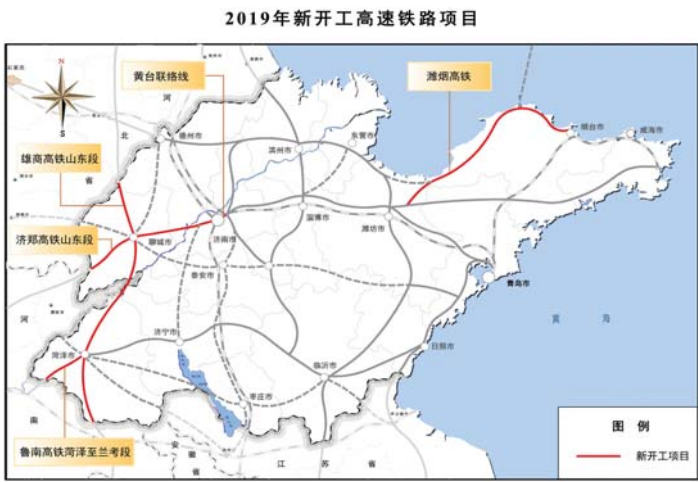 2019年新开工高速铁路项目
黄台联络线
潍烟高铁
N
S
河
北
省
德州市
滨州市
东营市
烟台市
威海市
雄商高铁山东段
济郑高铁山东段
聊城市
济南市
淄博市
潍坊市
泰安市
青岛市
河
黄海
济宁市
日照市
菏泽市
临沂市
枣庄市
南
鲁南高铁菏泽至兰考段
安
徽
省
江苏省
图例
新开工项目